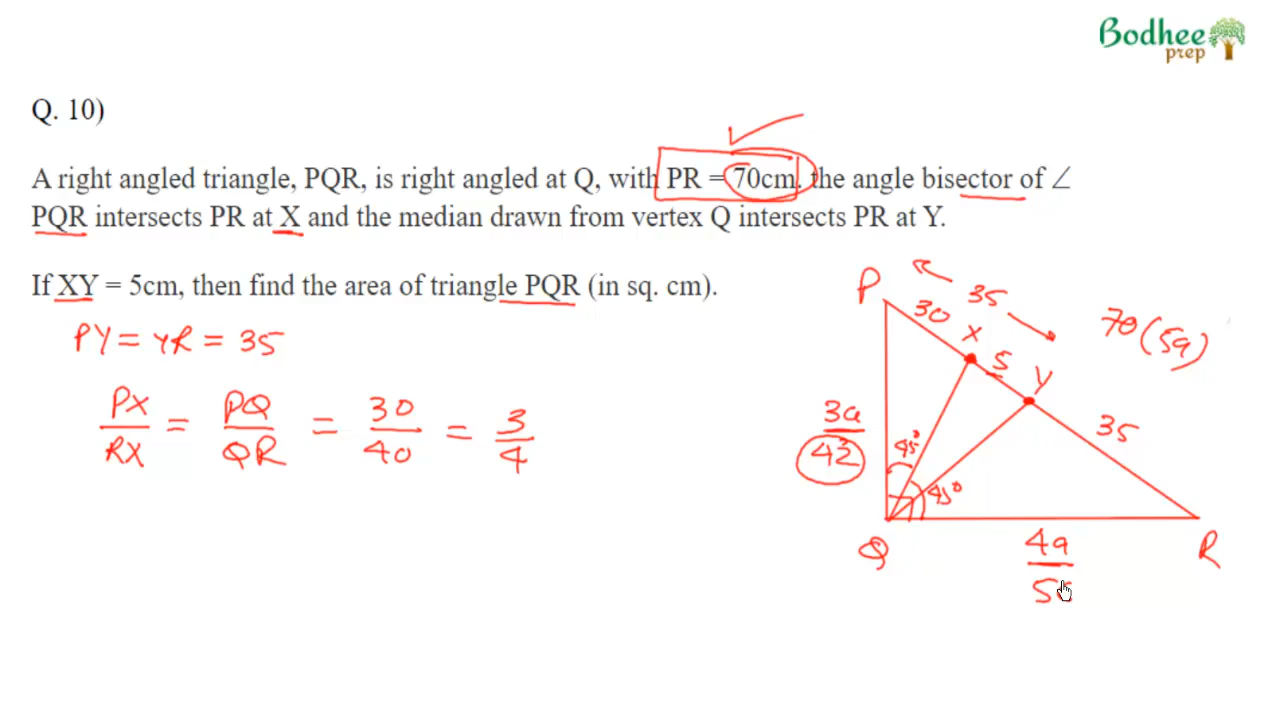 Bodhee
prep
Q. 10)
A right angled triangle, PQR, is right angled at Q, with PR = 70cm. the angle bisector of ∠
PQR intersects PR at X and the median drawn from vertex Q intersects PR at Y.
If XY = 5cm, then find the area of triangle PQR (in sq. cm).
PY = YR = 35
PX/RX = PQ/QR = 30/40 = 3/4
P
35
30
X
5
Y
70(5a)
35
3a
42
45°
45°
Q
4a
R